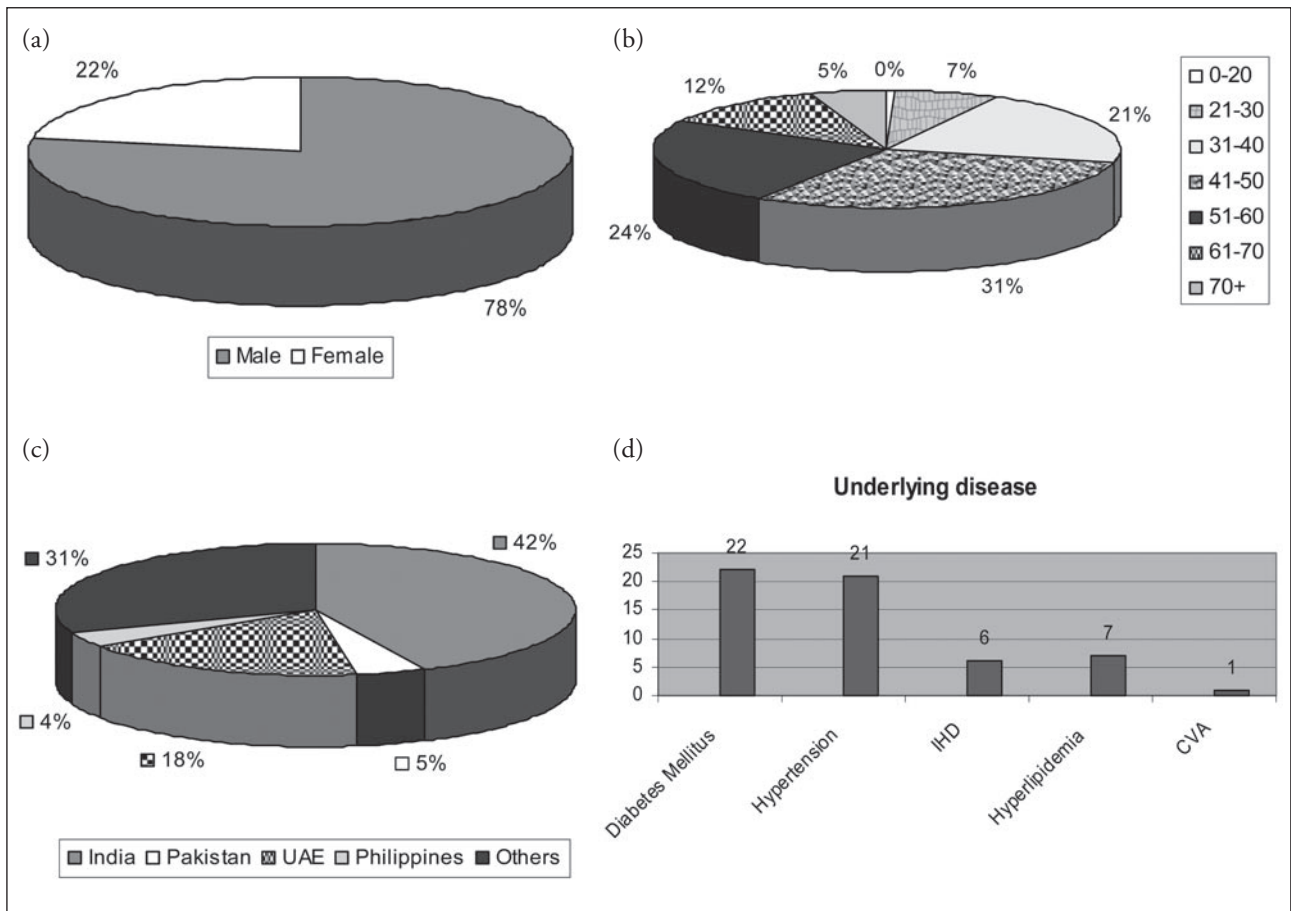 (a)
22%
78%
Male Female
(b)
12% 5% 0% 7%
21%
24%
31%
0-20
21-30
31-40
41-50
51-60
61-70
70+
(c)
31%
42%
4%
18%
5%
India Pakistan UAE Philippines Others
(d)
Underlying disease
25
20
15
10
5
0
22
21
6
7
1
Diabetes Mellitus
Hypertension
IHD
Hyperlipidemia
CVA